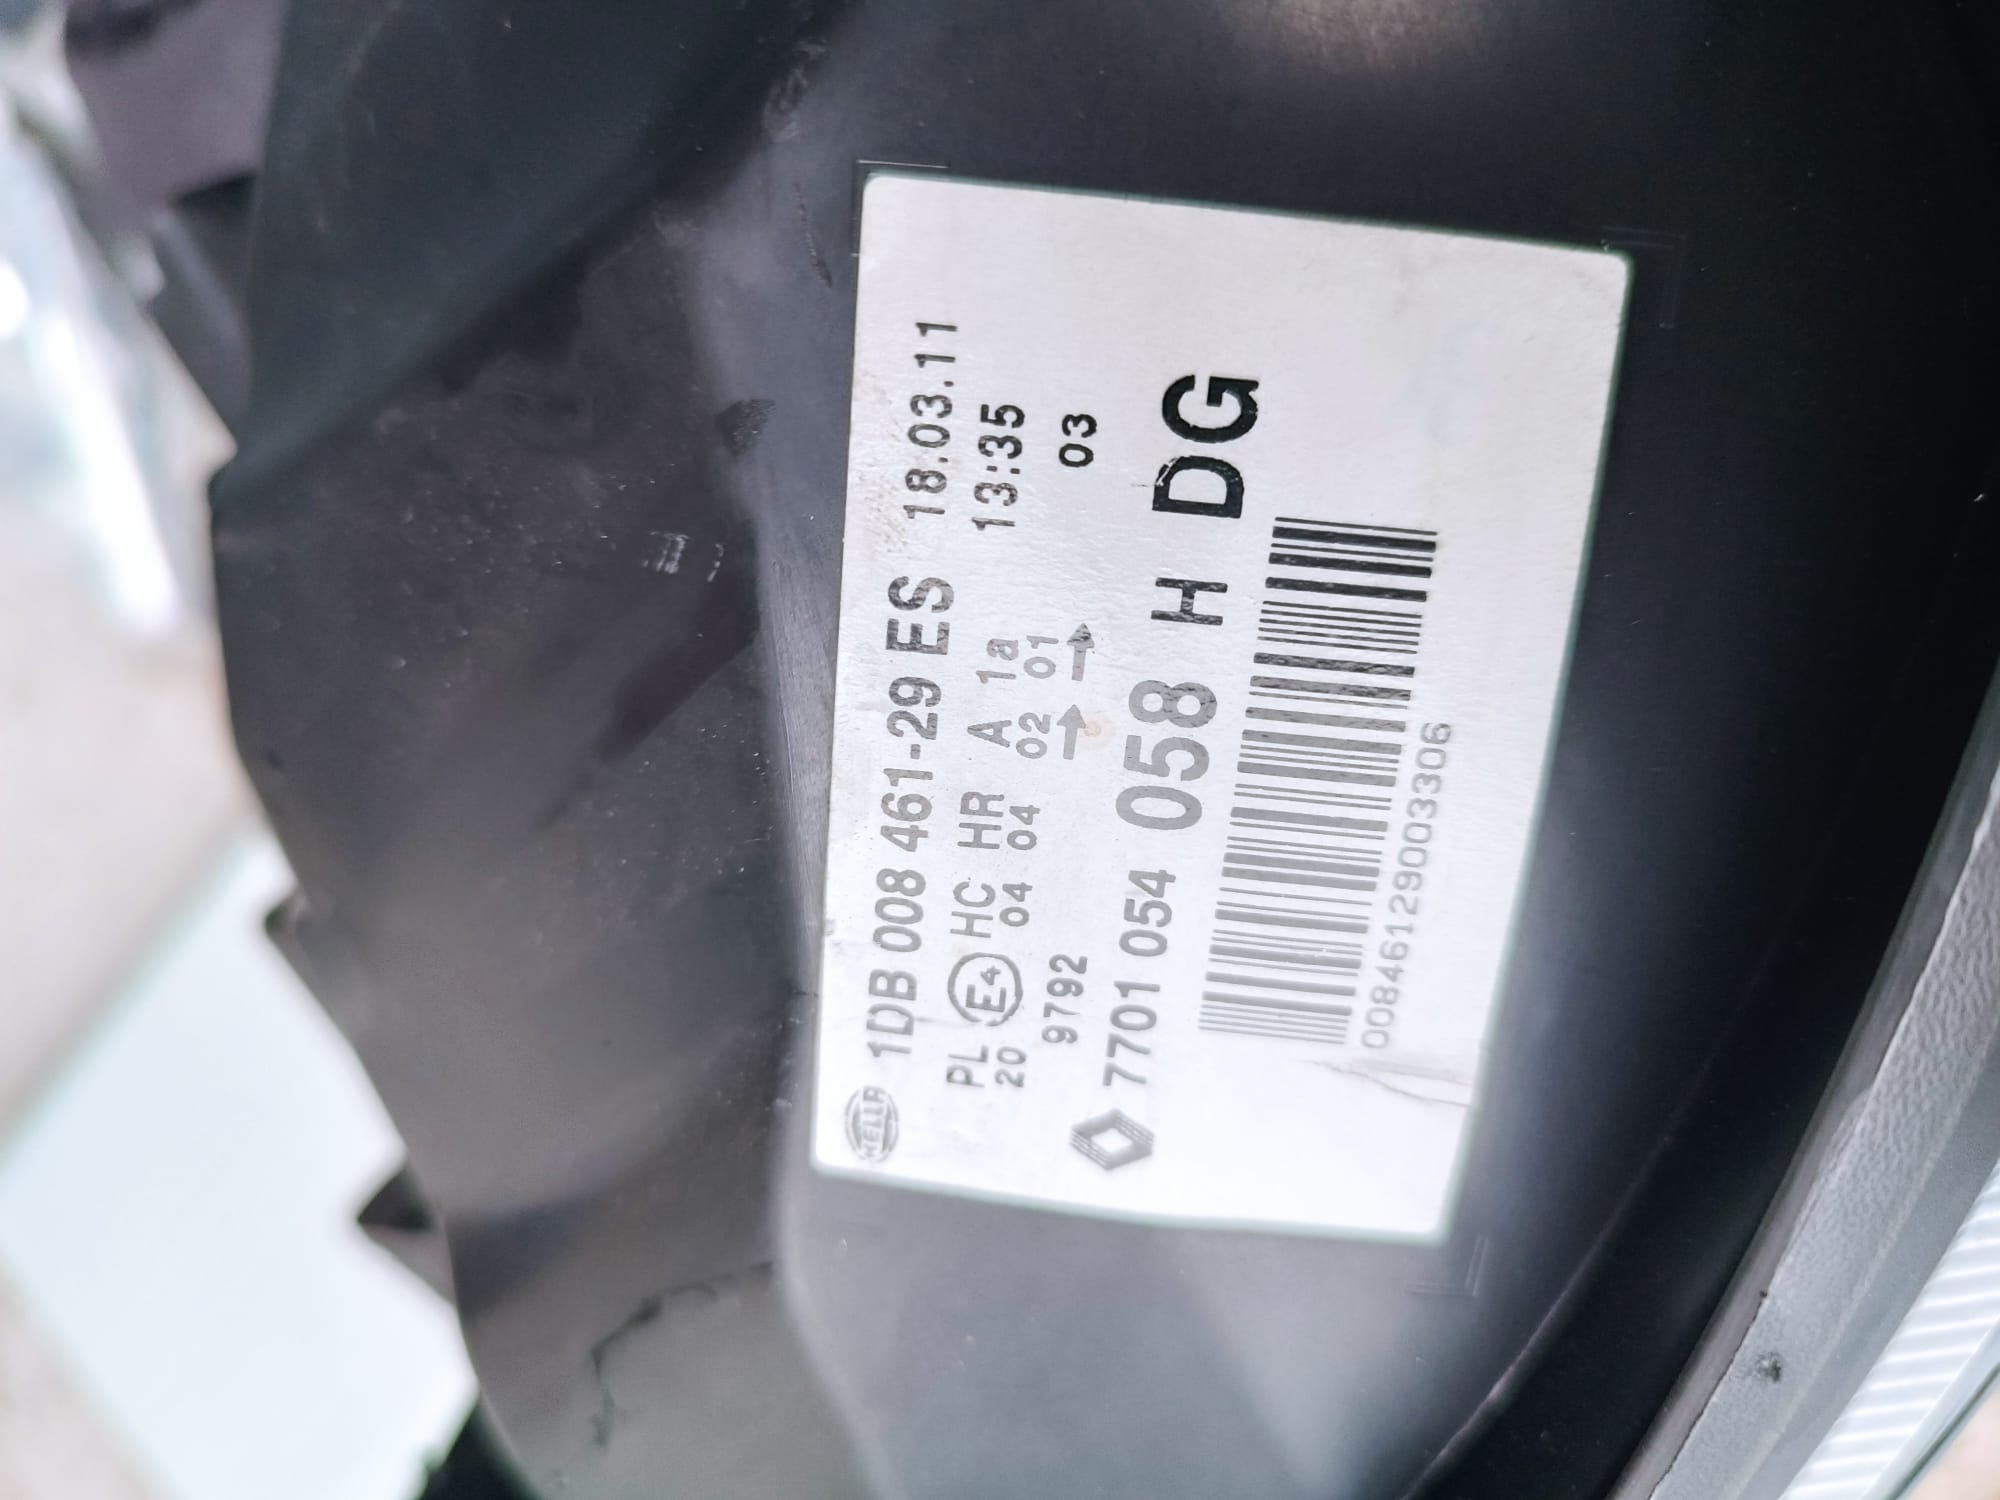 HELLA 1DB 008 461-29 ES 18.03.11
PL E4 HC HR A 1a 13:35
20 04 04 02 01
9792 03
7701 054 058 H DG
00846129003306